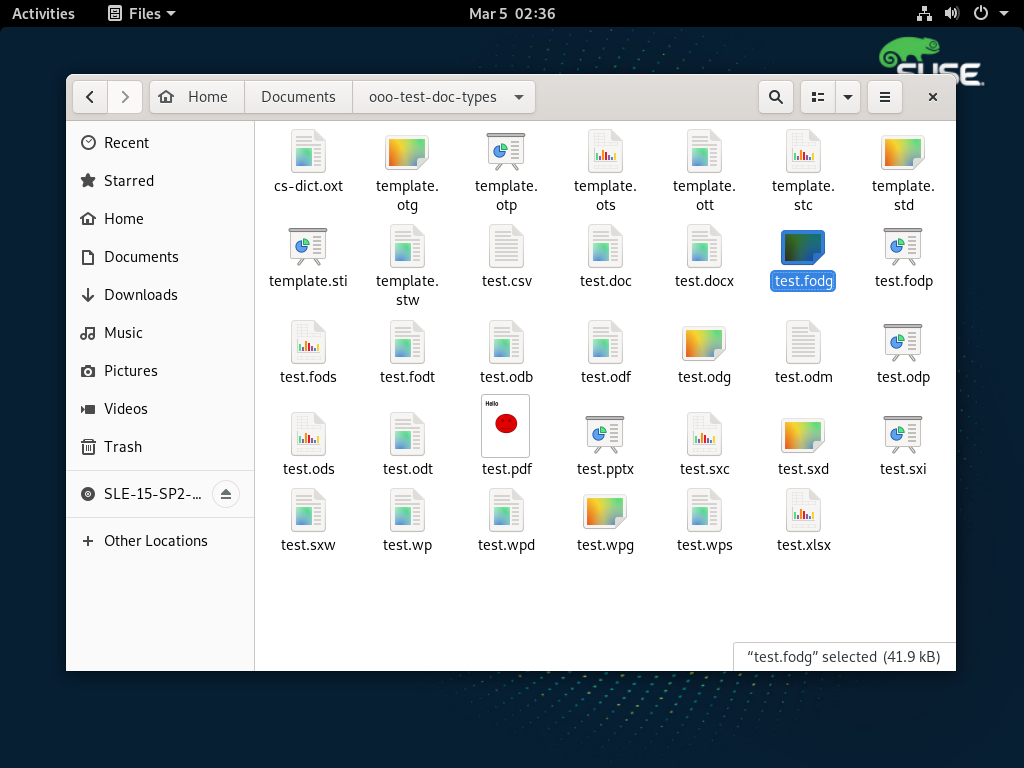 Activities Files Mar 5 02:36
SUSE
Home Documents ooo-test-doc-types
Recent
Starred
Home
Documents
Downloads
Music
Pictures
Videos
Trash
SLE-15-SP2-...
Other Locations
cs-dict.oxt template.otg template.otp template.ots template.ott template.stc template.std
template.sti template.stw test.csv test.doc test.docx test.fodg test.fodp
test.fods test.fodt test.odb test.odf test.odg test.odm test.odp
Hello
test.ods test.odt test.pdf test.pptx test.sxc test.sxd test.sxi
test.sxw test.wp test.wpd test.wpg test.wps test.xlsx
“test.fodg” selected (41.9 kB)